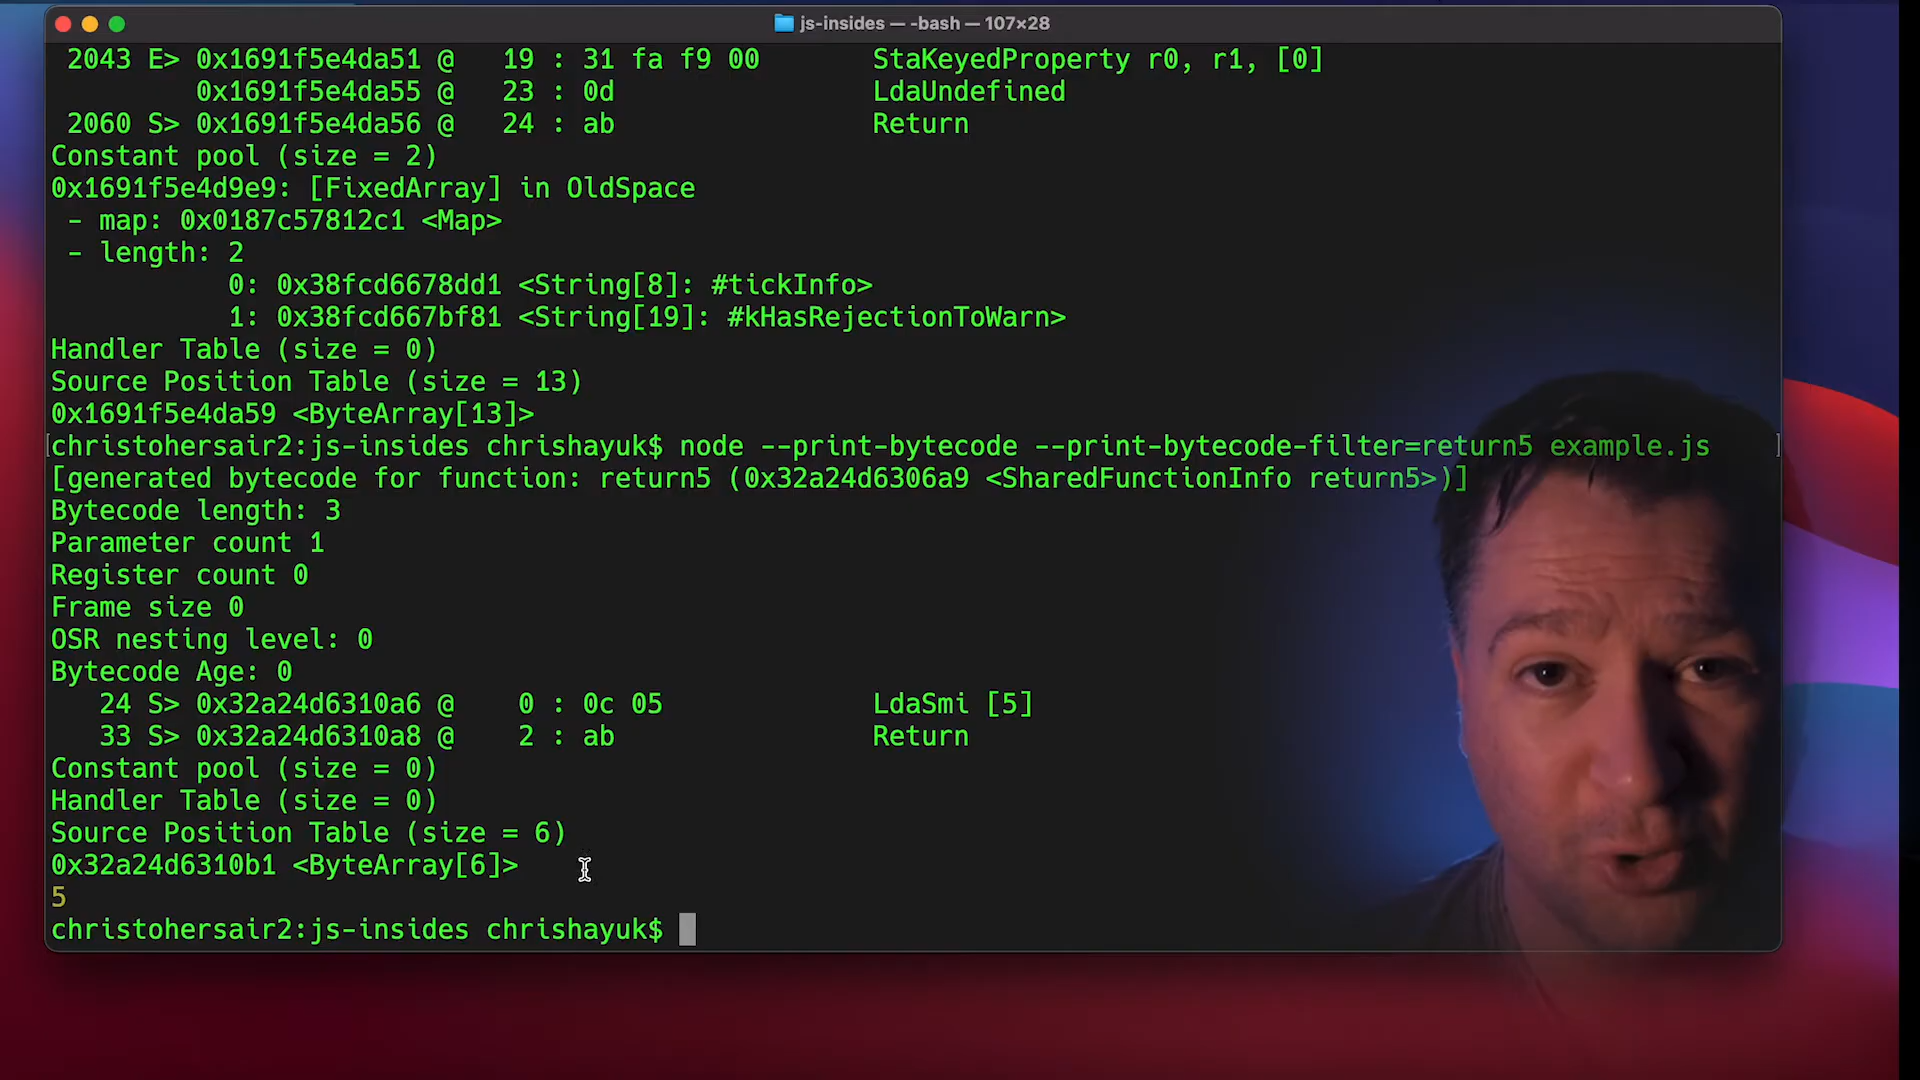 js-insides — -bash — 107×28
2043 E> 0x1691f5e4da51 @ 19 : 31 fa f9 00 StaKeyedProperty r0, r1, [0]
0x1691f5e4da55 @ 23 : 0d LdaUndefined
2060 S> 0x1691f5e4da56 @ 24 : ab Return
Constant pool (size = 2)
0x1691f5e4d9e9: [FixedArray] in OldSpace
- map: 0x0187c57812c1 <Map>
- length: 2
0: 0x38fcd6678dd1 <String[8]: #tickInfo>
1: 0x38fcd667bf81 <String[19]: #kHasRejectionToWarn>
Handler Table (size = 0)
Source Position Table (size = 13)
0x1691f5e4da59 <ByteArray[13]>
[christohersair2:js-insides chrishayuk$ node --print-bytecode --print-bytecode-filter=return5 example.js ]
[generated bytecode for function: return5 (0x32a24d6306a9 <SharedFunctionInfo return5>)]
Bytecode length: 3
Parameter count 1
Register count 0
Frame size 0
OSR nesting level: 0
Bytecode Age: 0
24 S> 0x32a24d6310a6 @ 0 : 0c 05 LdaSmi [5]
33 S> 0x32a24d6310a8 @ 2 : ab Return
Constant pool (size = 0)
Handler Table (size = 0)
Source Position Table (size = 6)
0x32a24d6310b1 <ByteArray[6]>
5
christohersair2:js-insides chrishayuk$